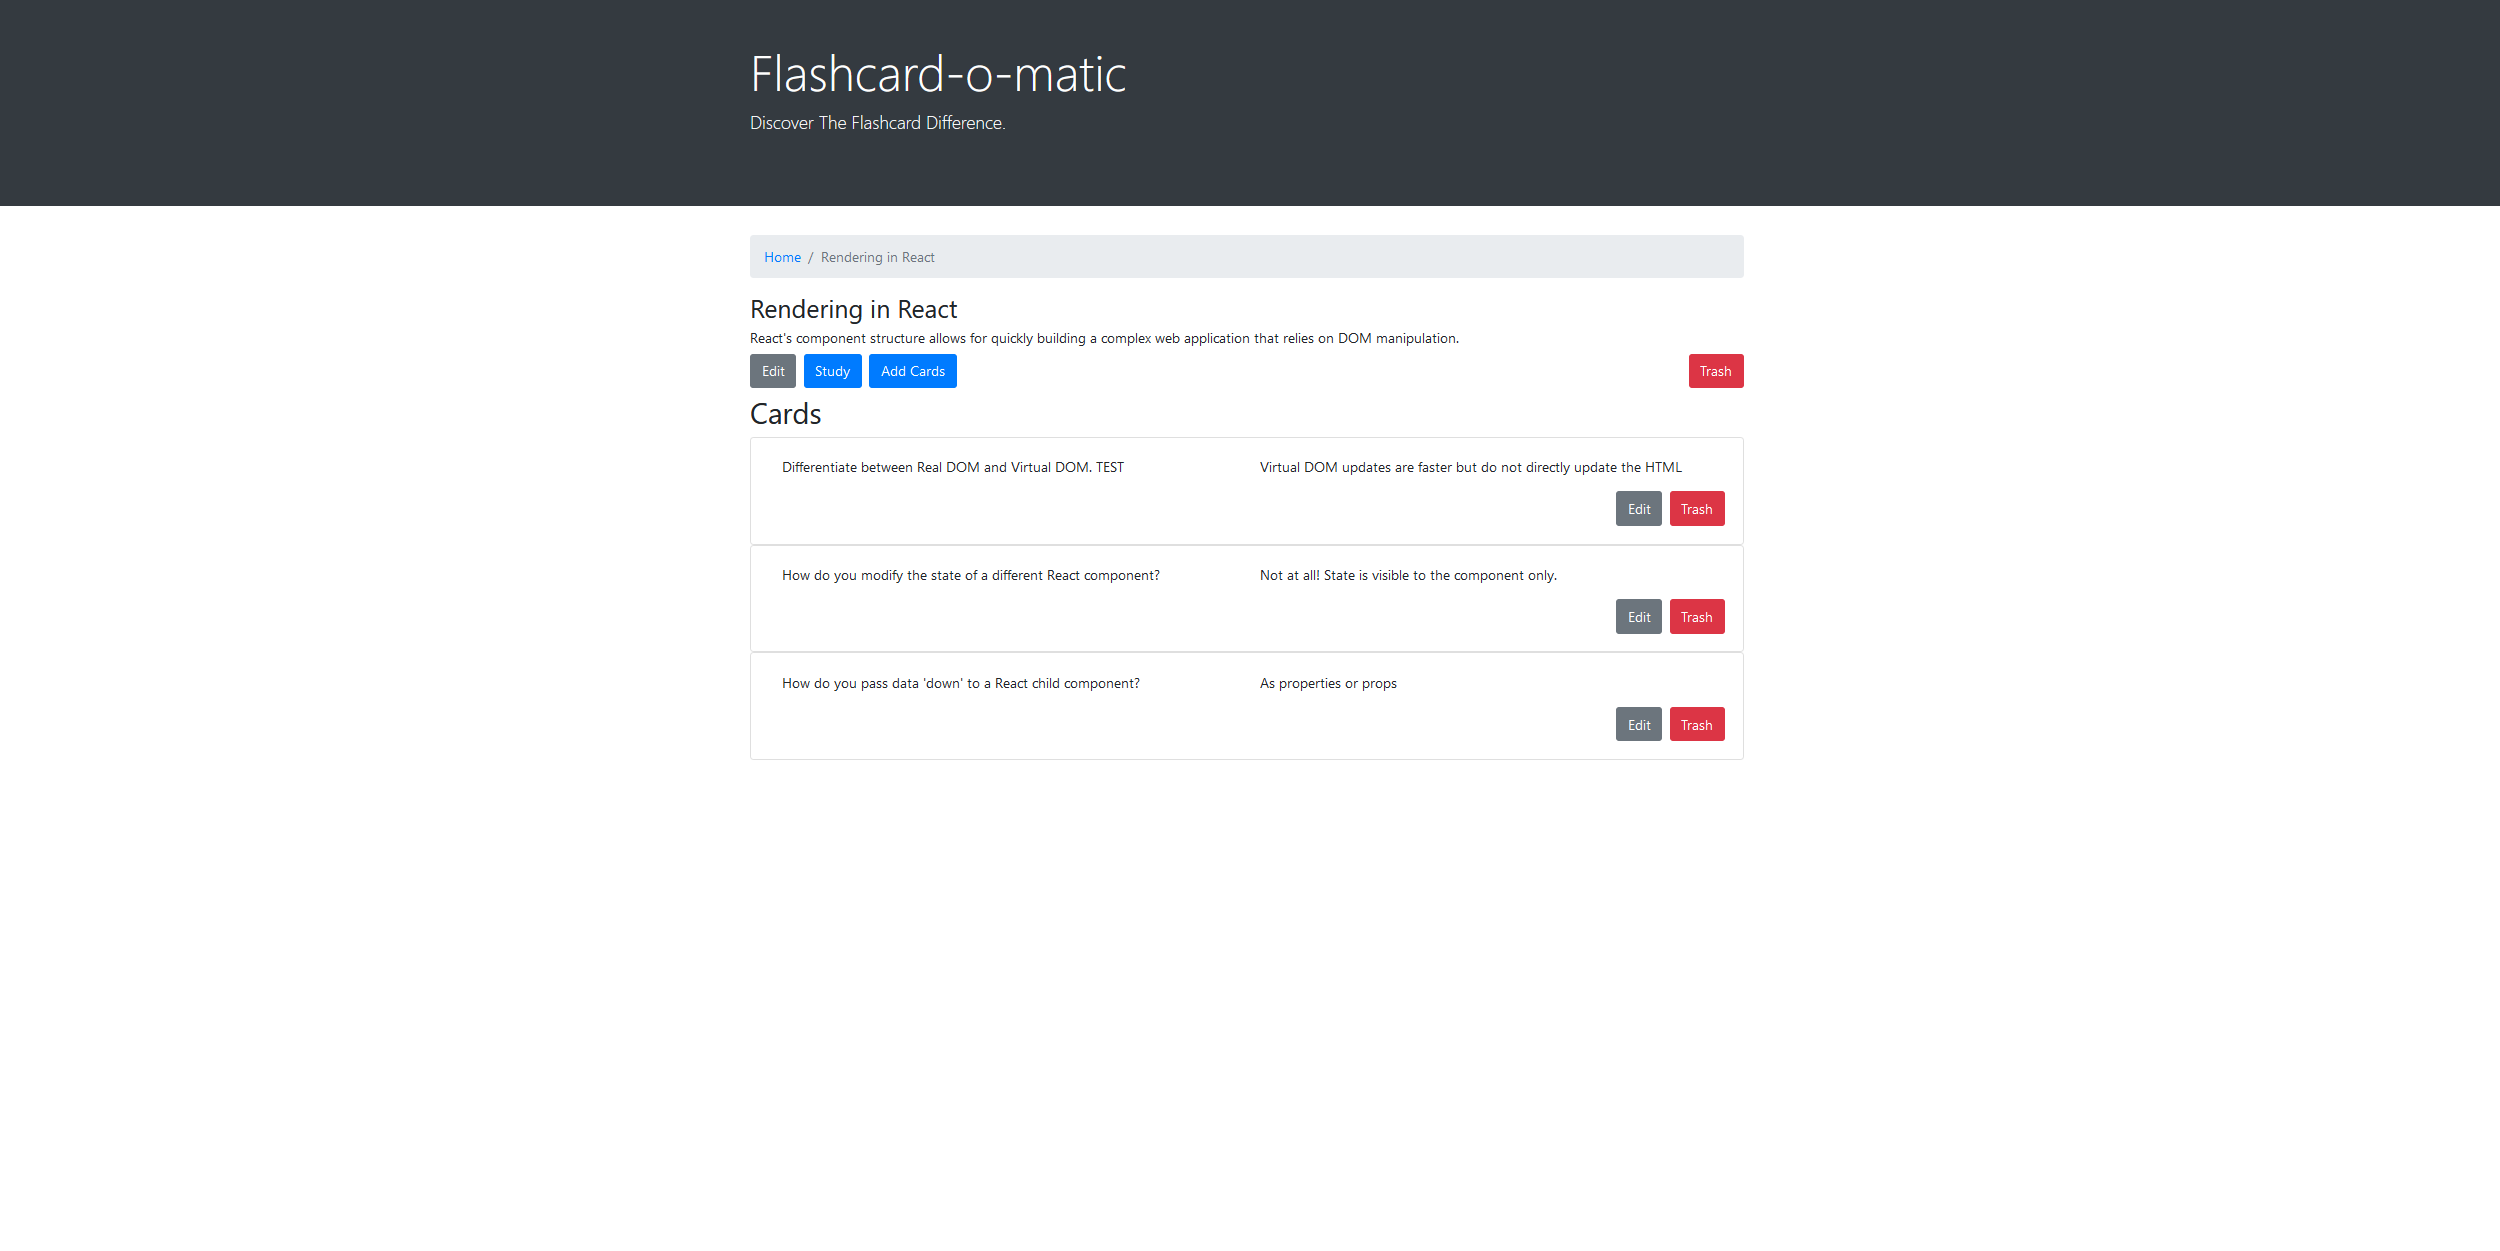 Flashcard-o-matic
Discover The Flashcard Difference.
Home / Rendering in React
Rendering in React
React's component structure allows for quickly building a complex web application that relies on DOM manipulation.
Edit Study Add Cards Trash
Cards
Differentiate between Real DOM and Virtual DOM. TEST Virtual DOM updates are faster but do not directly update the HTML
Edit Trash
How do you modify the state of a different React component? Not at all! State is visible to the component only.
Edit Trash
How do you pass data 'down' to a React child component? As properties or props
Edit Trash